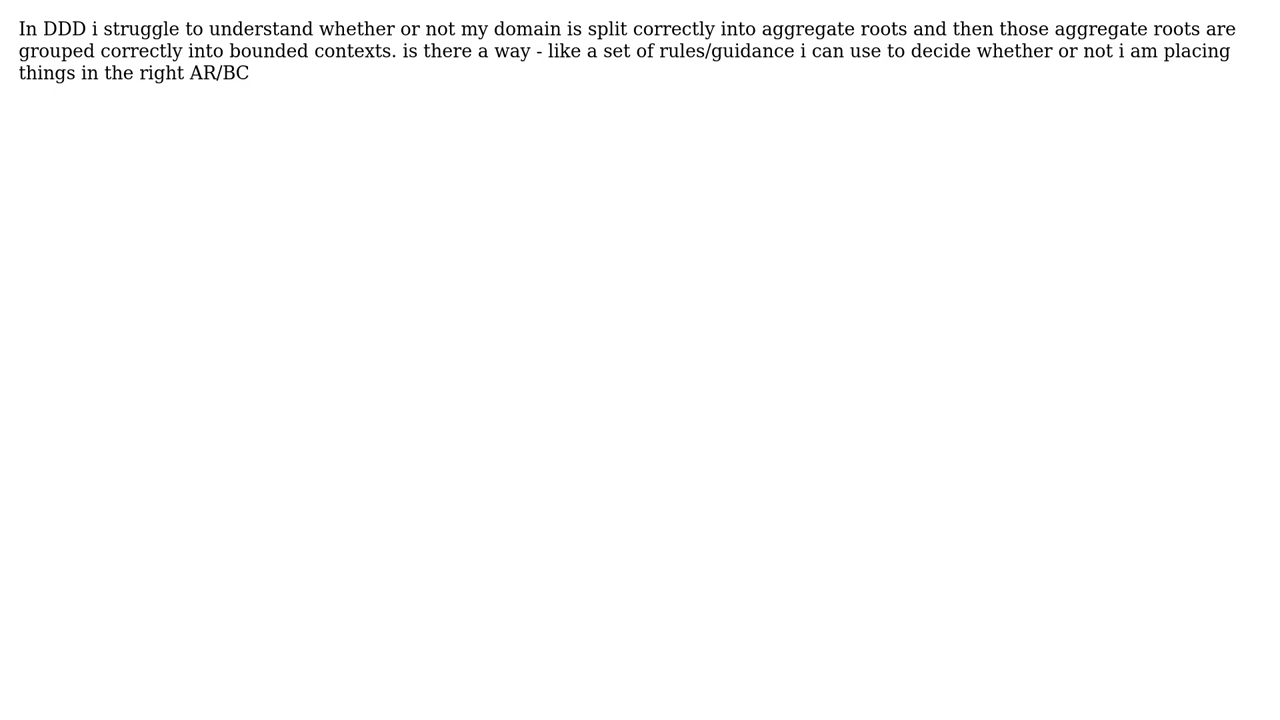 In DDD i struggle to understand whether or not my domain is split correctly into aggregate roots and then those aggregate roots are
grouped correctly into bounded contexts. is there a way - like a set of rules/guidance i can use to decide whether or not i am placing
things in the right AR/BC